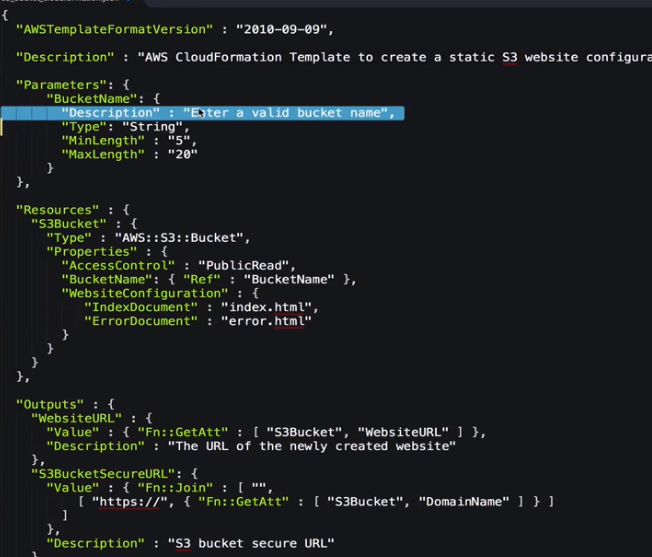 {
"AWSTemplateFormatVersion" : "2010-09-09",
"Description" : "AWS CloudFormation Template to create a static S3 website configura
"Parameters": {
"BucketName": {
"Description" : "Enter a valid bucket name",
"Type": "String",
"MinLength" : "5",
"MaxLength" : "20"
}
},
"Resources" : {
"S3Bucket" : {
"Type" : "AWS::S3::Bucket",
"Properties" : {
"AccessControl" : "PublicRead",
"BucketName": { "Ref" : "BucketName" },
"WebsiteConfiguration" : {
"IndexDocument" : "index.html",
"ErrorDocument" : "error.html"
}
}
}
},
"Outputs" : {
"WebsiteURL" : {
"Value" : { "Fn::GetAtt" : [ "S3Bucket", "WebsiteURL" ] },
"Description" : "The URL of the newly created website"
},
"S3BucketSecureURL": {
"Value" : { "Fn::Join" : [ "",
[ "https://", { "Fn::GetAtt" : [ "S3Bucket", "DomainName" ] } ]
]
},
"Description" : "S3 bucket secure URL"
}